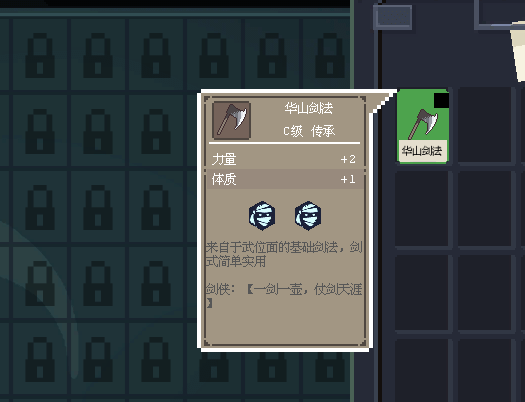 华山剑法
C级 传承
力量 +2
体质 +1
来自于武位面的基础剑法，剑
式简单实用
剑侠：【一剑一壶，仗剑天涯
】
华山剑法